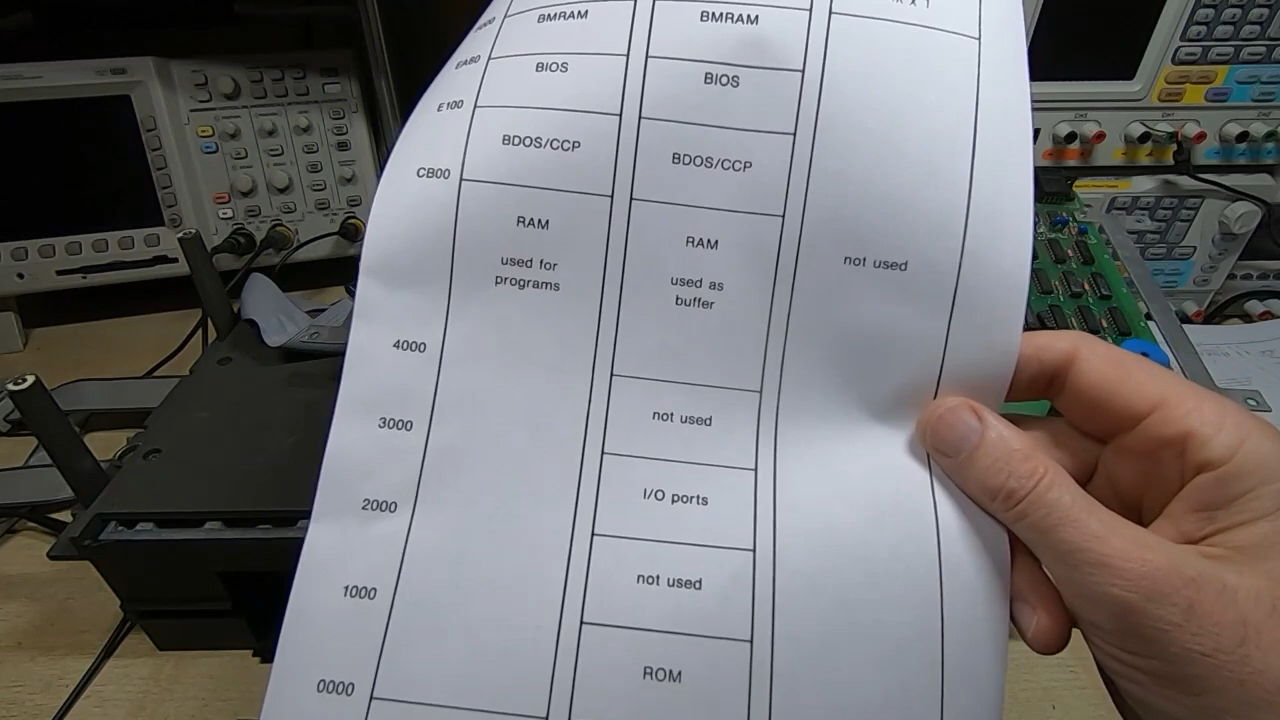 BMRAM
BMRAM
EA80
BIOS
BIOS
E100
BDOS/CCP
BDOS/CCP
CB00
RAM
used for
programs
RAM
used as
buffer
not used
4000
not used
3000
I/O ports
2000
not used
1000
ROM
0000